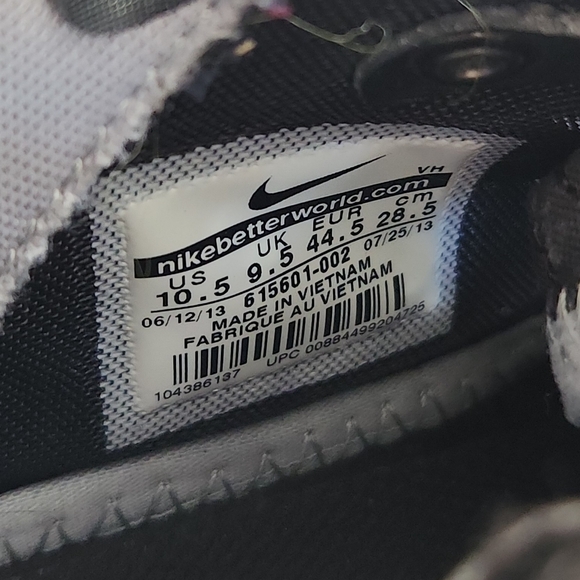 VH
nikebetterworld.com
US UK EUR cm
10.5 9.5 44.5 28.5
06/12/13 615601-002 07/25/13
MADE IN VIETNAM
FABRIQUE AU VIETNAM
104386137 UPC 00884499204725